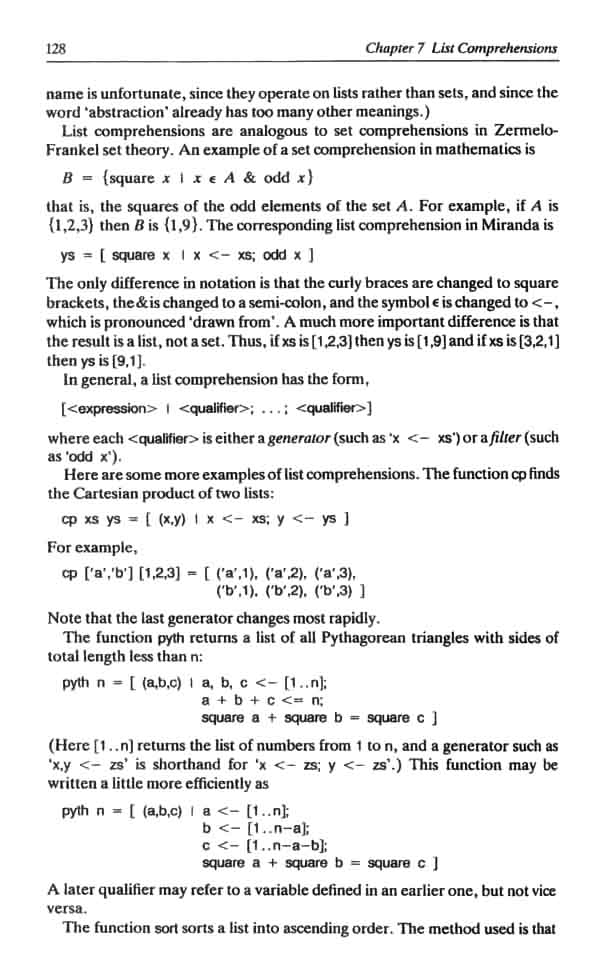 128 Chapter 7 List Comprehensions
name is unfortunate, since they operate on lists rather than sets, and since the
word ‘abstraction’ already has too many other meanings.)
List comprehensions are analogous to set comprehensions in Zermelo-
Frankel set theory. An example of a set comprehension in mathematics is
B = {square x | x ϵ A & odd x}
that is, the squares of the odd elements of the set A. For example, if A is
{1,2,3} then B is {1,9}. The corresponding list comprehension in Miranda is
ys = [ square x | x <- xs; odd x ]
The only difference in notation is that the curly braces are changed to square
brackets, the & is changed to a semi-colon, and the symbol ϵ is changed to <-,
which is pronounced ‘drawn from’. A much more important difference is that
the result is a list, not a set. Thus, if xs is [1,2,3] then ys is [1,9] and if xs is [3,2,1]
then ys is [9,1].
In general, a list comprehension has the form,
[<expression> | <qualifier>; ...; <qualifier>]
where each <qualifier> is either a generator (such as ‘x <- xs’) or a filter (such
as ‘odd x’).
Here are some more examples of list comprehensions. The function cp finds
the Cartesian product of two lists:
cp xs ys = [ (x,y) | x <- xs; y <- ys ]
For example,
cp ['a','b'] [1,2,3] = [ ('a',1), ('a',2), ('a',3),
('b',1), ('b',2), ('b',3) ]
Note that the last generator changes most rapidly.
The function pyth returns a list of all Pythagorean triangles with sides of
total length less than n:
pyth n = [ (a,b,c) | a, b, c <- [1..n];
a + b + c <= n;
square a + square b = square c ]
(Here [1..n] returns the list of numbers from 1 to n, and a generator such as
‘x,y <- zs’ is shorthand for ‘x <- zs; y <- zs’.) This function may be
written a little more efficiently as
pyth n = [ (a,b,c) | a <- [1..n];
b <- [1..n-a];
c <- [1..n-a-b];
square a + square b = square c ]
A later qualifier may refer to a variable defined in an earlier one, but not vice
versa.
The function sort sorts a list into ascending order. The method used is that